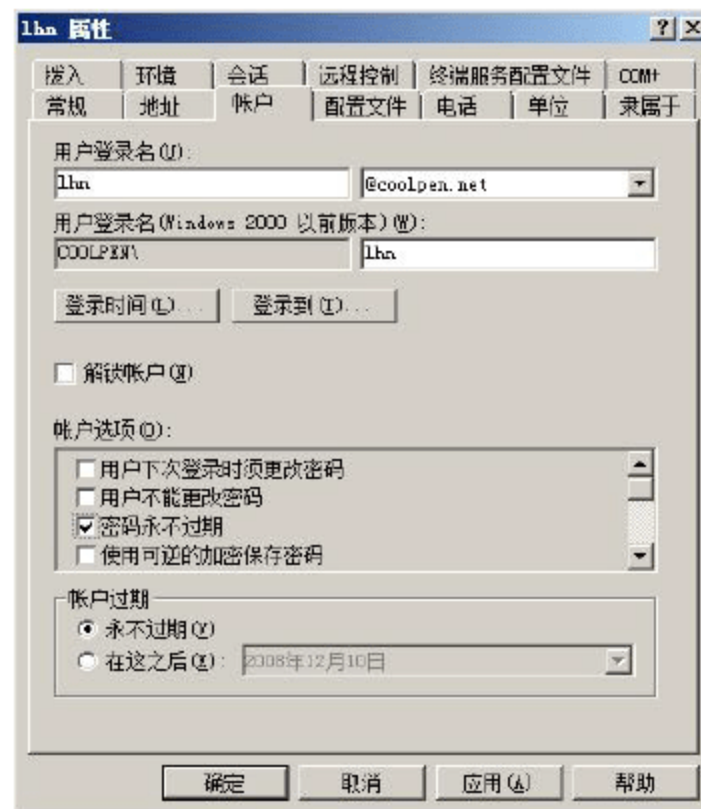 lhn 属性
拨入 环境 会话 远程控制 终端服务配置文件 COM+
常规 地址 帐户 配置文件 电话 单位 隶属于
用户登录名(U):
lhn @coolpen.net
用户登录名(Windows 2000 以前版本)(W):
COOLPEN\ lhn
登录时间(L)... 登录到(T)...
解锁帐户(N)
帐户选项(O):
用户下次登录时须更改密码
用户不能更改密码
密码永不过期
使用可逆的加密保存密码
帐户过期
永不过期(V)
在这之后(E): 2008年12月10日
确定 取消 应用(A) 帮助